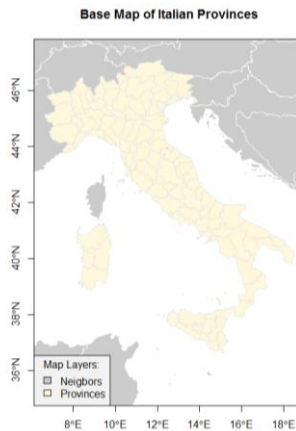 Base Map of Italian Provinces
46°N
44°N
42°N
40°N
38°N
36°N
Map Layers:
Neigbors
Provinces
8°E 10°E 12°E 14°E 16°E 18°E